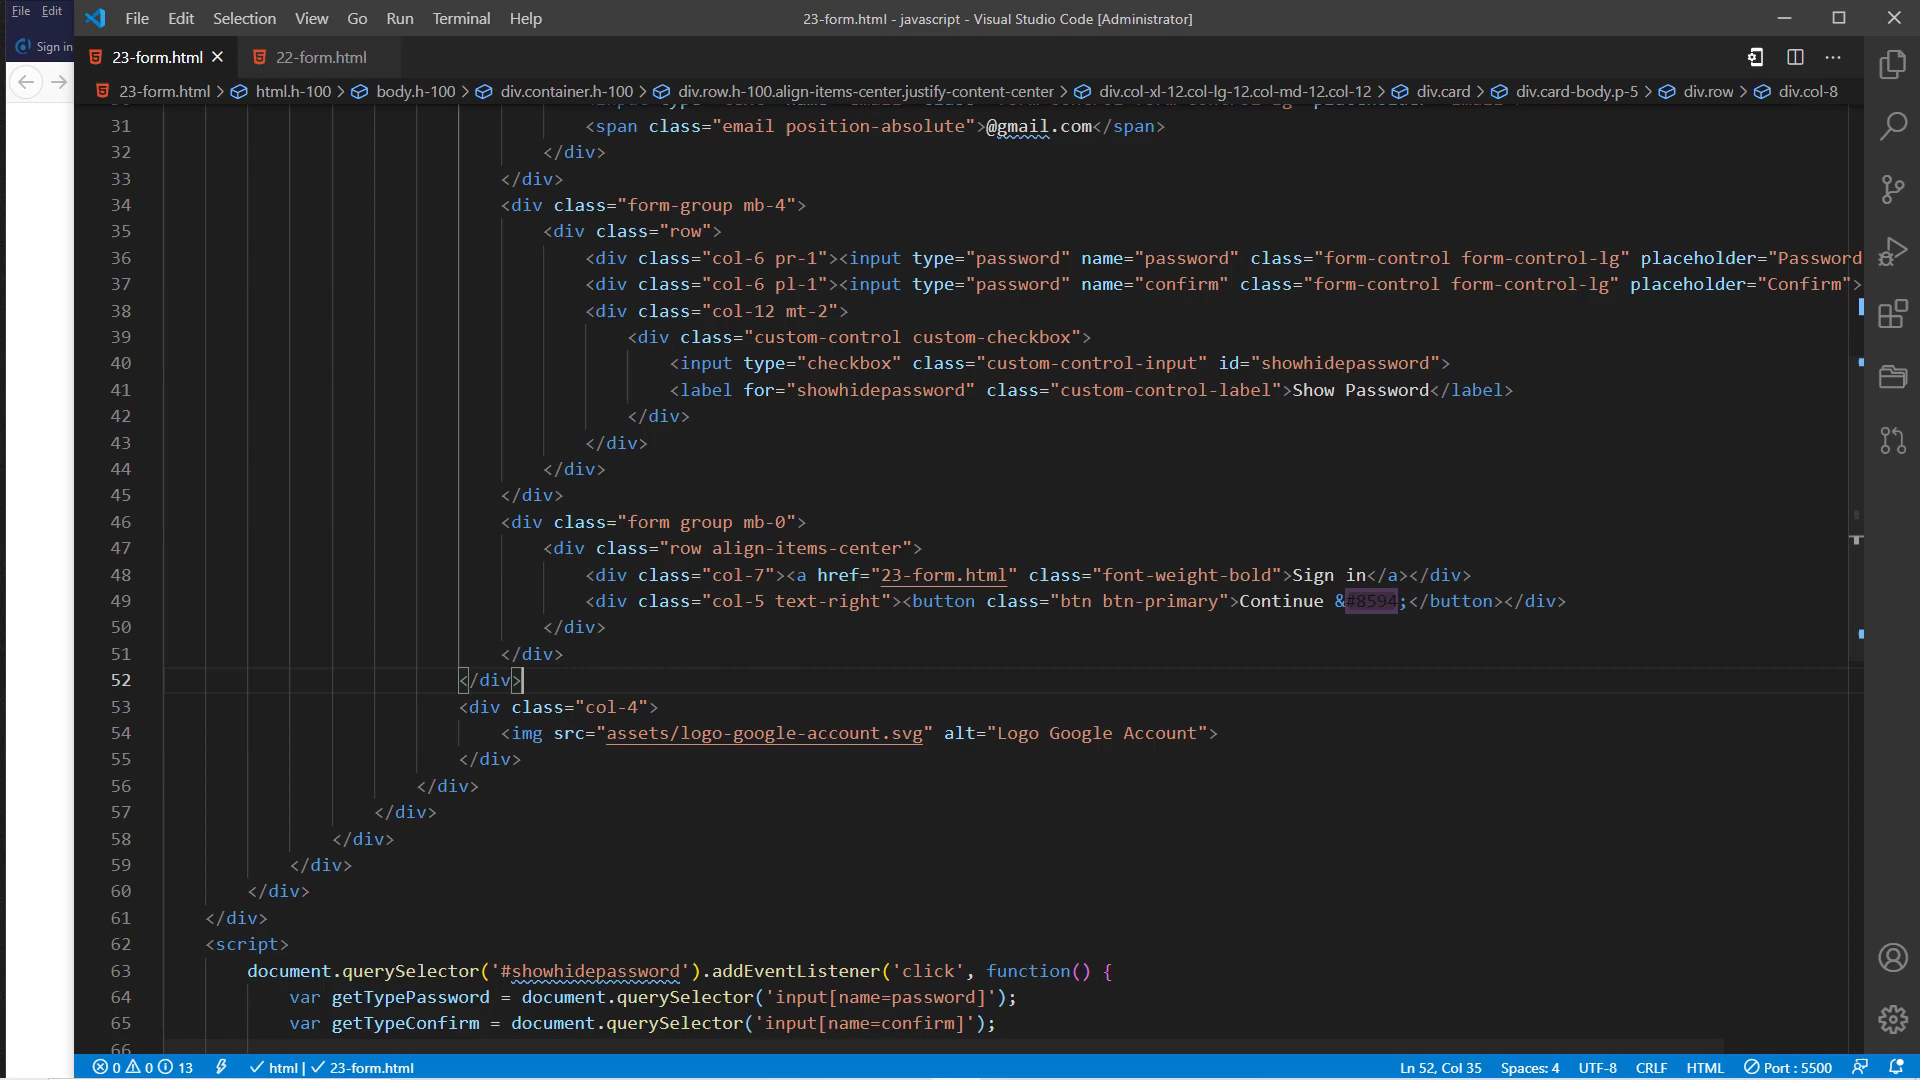 File Edit
Sign in
File Edit Selection View Go Run Terminal Help
23-form.html - javascript - Visual Studio Code [Administrator]
23-form.html 22-form.html
23-form.html > html.h-100 > body.h-100 > div.container.h-100 > div.row.h-100.align-items-center.justify-content-center > div.col-xl-12.col-lg-12.col-md-12.col-12 > div.card > div.card-body.p-5 > div.row > div.col-8
31 <span class="email position-absolute">@gmail.com</span>
32 </div>
33 </div>
34 <div class="form-group mb-4">
35 <div class="row">
36 <div class="col-6 pr-1"><input type="password" name="password" class="form-control form-control-lg" placeholder="Password
37 <div class="col-6 pl-1"><input type="password" name="confirm" class="form-control form-control-lg" placeholder="Confirm">
38 <div class="col-12 mt-2">
39 <div class="custom-control custom-checkbox">
40 <input type="checkbox" class="custom-control-input" id="showhidepassword">
41 <label for="showhidepassword" class="custom-control-label">Show Password</label>
42 </div>
43 </div>
44 </div>
45 </div>
46 <div class="form group mb-0">
47 <div class="row align-items-center">
48 <div class="col-7"><a href="23-form.html" class="font-weight-bold">Sign in</a></div>
49 <div class="col-5 text-right"><button class="btn btn-primary">Continue &#8594;</button></div>
50 </div>
51 </div>
52 </div>
53 <div class="col-4">
54 <img src="assets/logo-google-account.svg" alt="Logo Google Account">
55 </div>
56 </div>
57 </div>
58 </div>
59 </div>
60 </div>
61 </div>
62 <script>
63 document.querySelector('#showhidepassword').addEventListener('click', function() {
64 var getTypePassword = document.querySelector('input[name=password]');
65 var getTypeConfirm = document.querySelector('input[name=confirm]');
66
0 0 13 html | 23-form.html Ln 52, Col 35 Spaces: 4 UTF-8 CRLF HTML Port : 5500